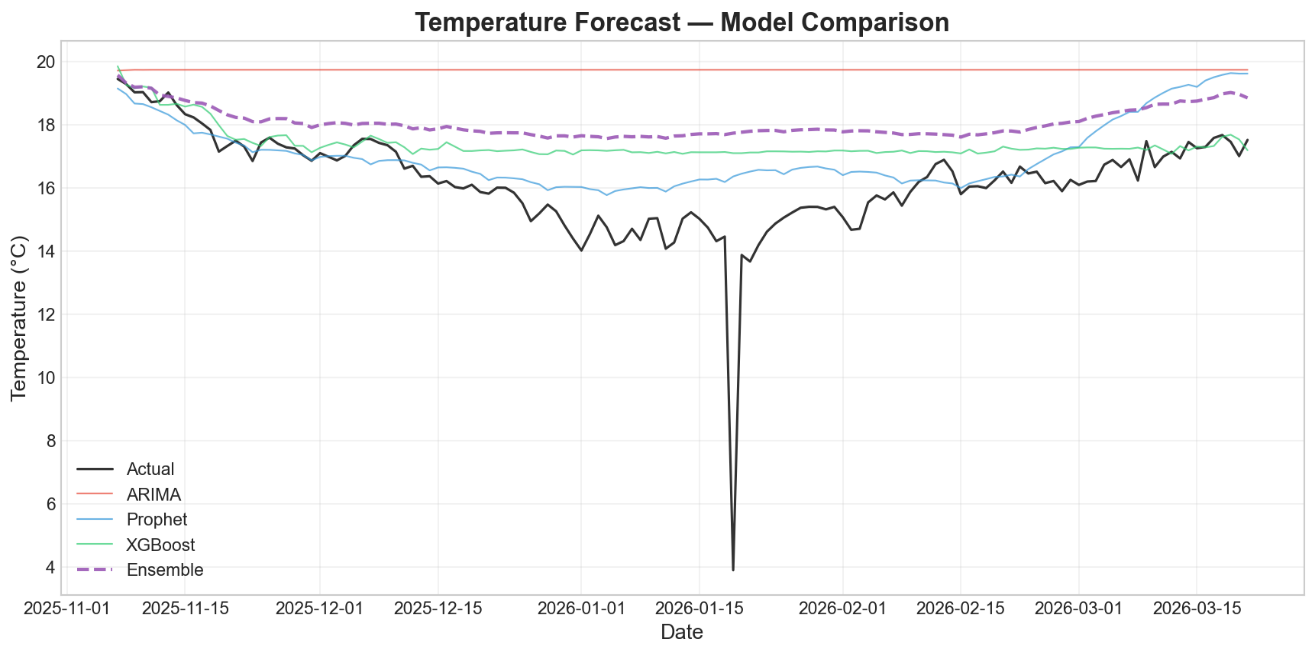 Temperature Forecast — Model Comparison
Temperature (°C)
20
18
16
14
12
10
8
6
4
Actual
ARIMA
Prophet
XGBoost
Ensemble
2025-11-01 2025-11-15 2025-12-01 2025-12-15 2026-01-01 2026-01-15 2026-02-01 2026-02-15 2026-03-01 2026-03-15
Date